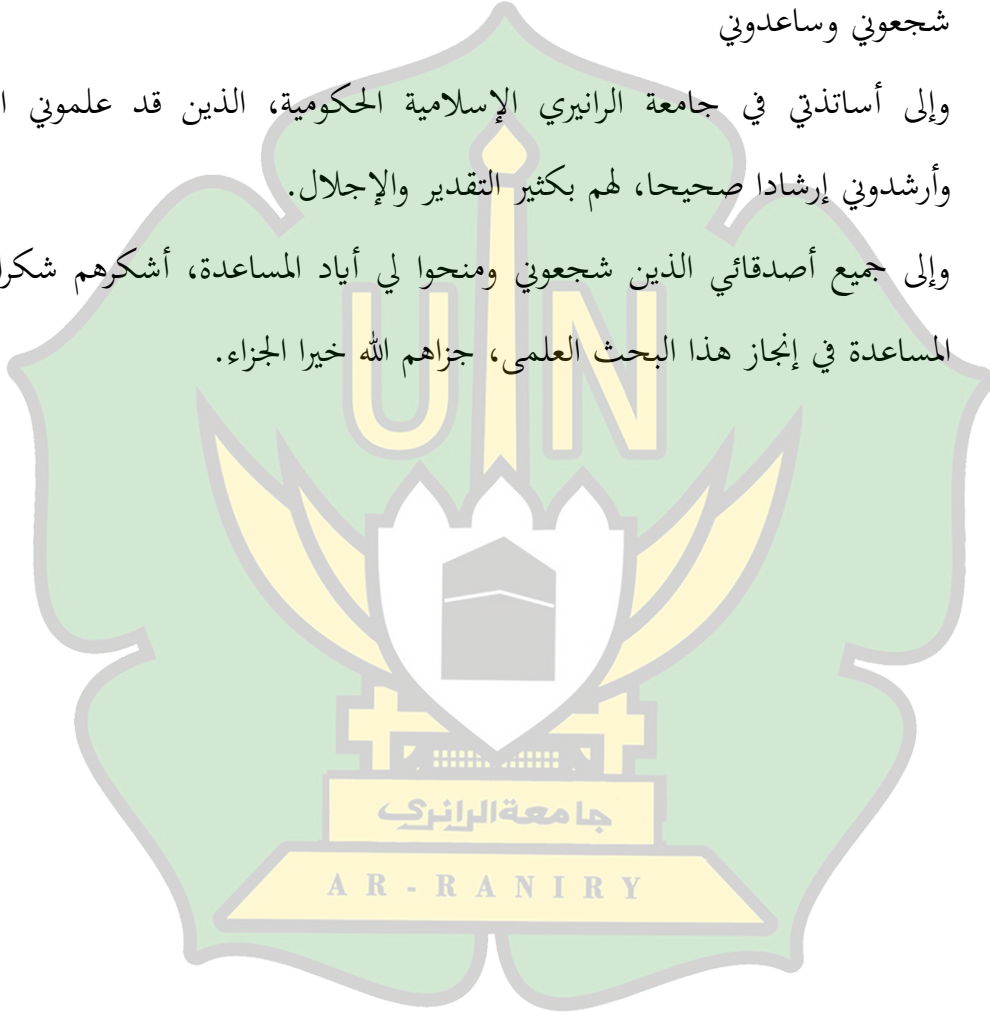 شجعوني وساعدوني
وإلى أساتذتي في جامعة الرانيري الإسلامية الحكومية، الذين قد علموني
وأرشدوني إرشادا صحيحا، لهم بكثير التقدير والإجلال.
وإلى جميع أصدقائي الذين شجعوني ومنحوا لي أياد المساعدة، أشكرهم شكرا
المساعدة في إنجاز هذا البحث العلمى، جزاهم الله خيرا الجزاء.
UIN
جامعة الرانري
AR-RANIRY